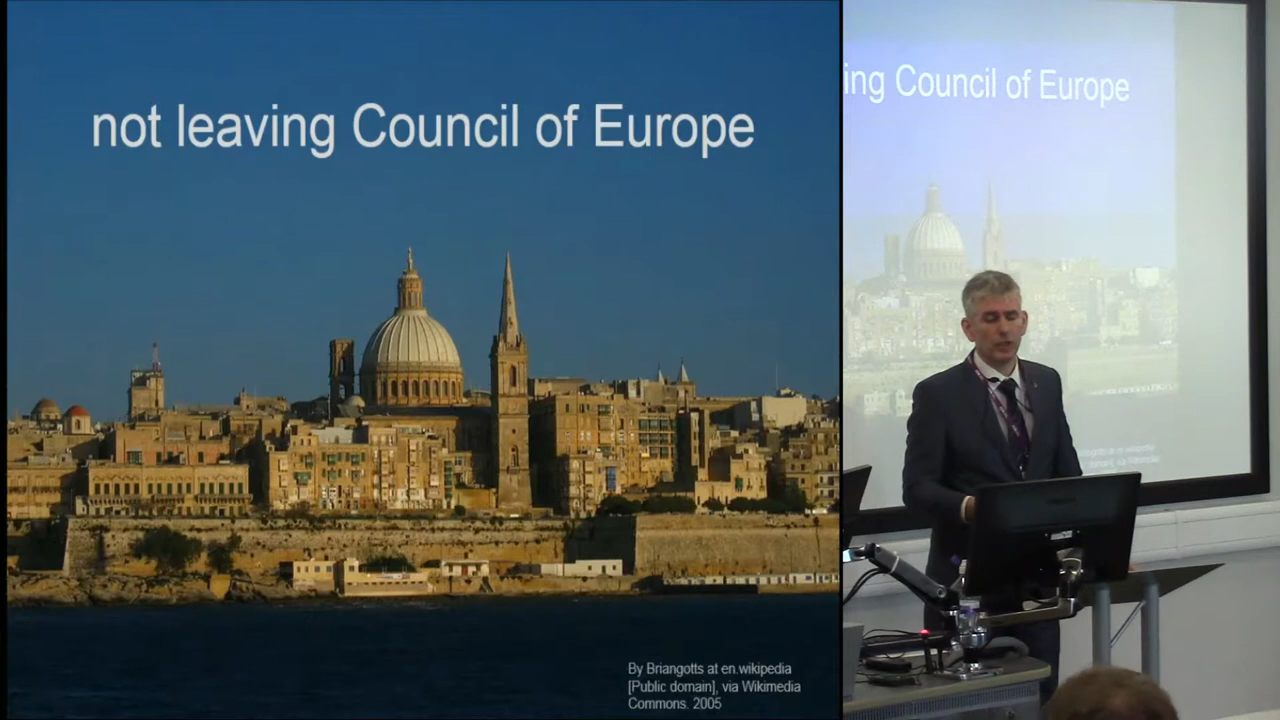 not leaving Council of Europe
By Briangotts at en.wikipedia
[Public domain], via Wikimedia
Commons. 2005
ing Council of Europe